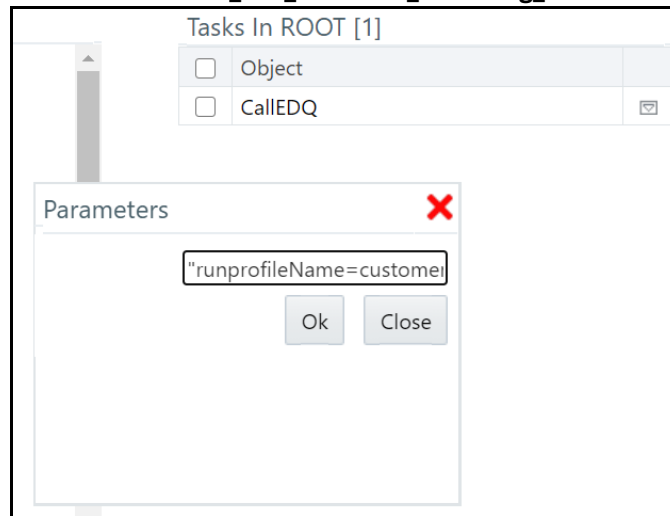 Tasks In ROOT [1]
Object
CallEDQ
Parameters
"runprofileName=customer
Ok Close